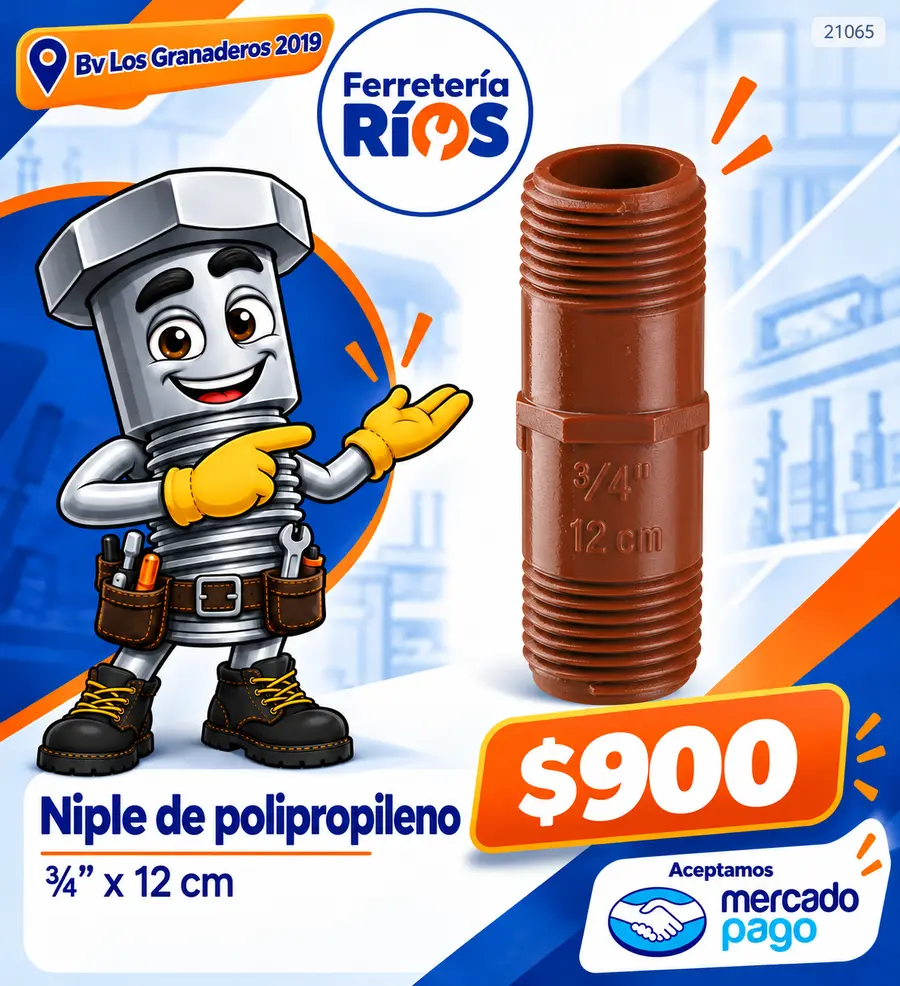 Bv Los Granaderos 2019
Ferretería
RÍOS
21065
3/4"
12 cm
$900
Niple de polipropileno
¾” x 12 cm
Aceptamos
mercado
pago